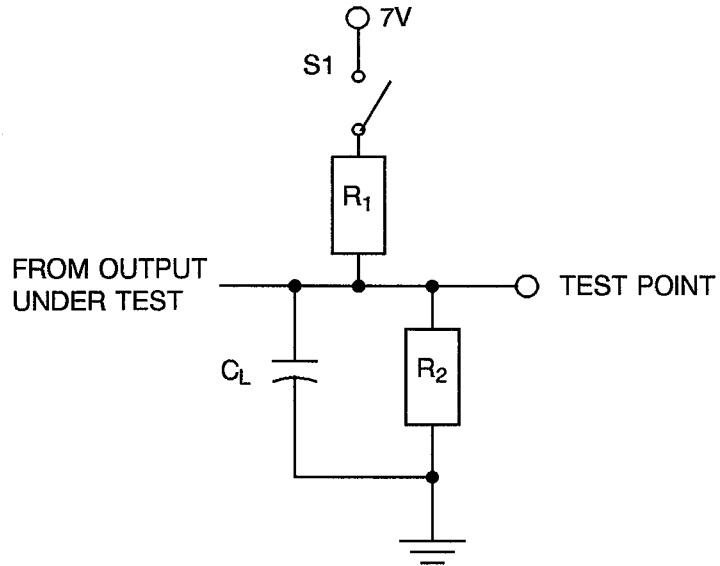 7V
S1
R1
FROM OUTPUT
UNDER TEST
TEST POINT
CL
R2